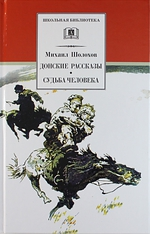 ШКОЛЬНАЯ БИБЛИОТЕКА
Михаил Шолохов
ДОНСКИЕ РАССКАЗЫ
СУДЬБА ЧЕЛОВЕКА